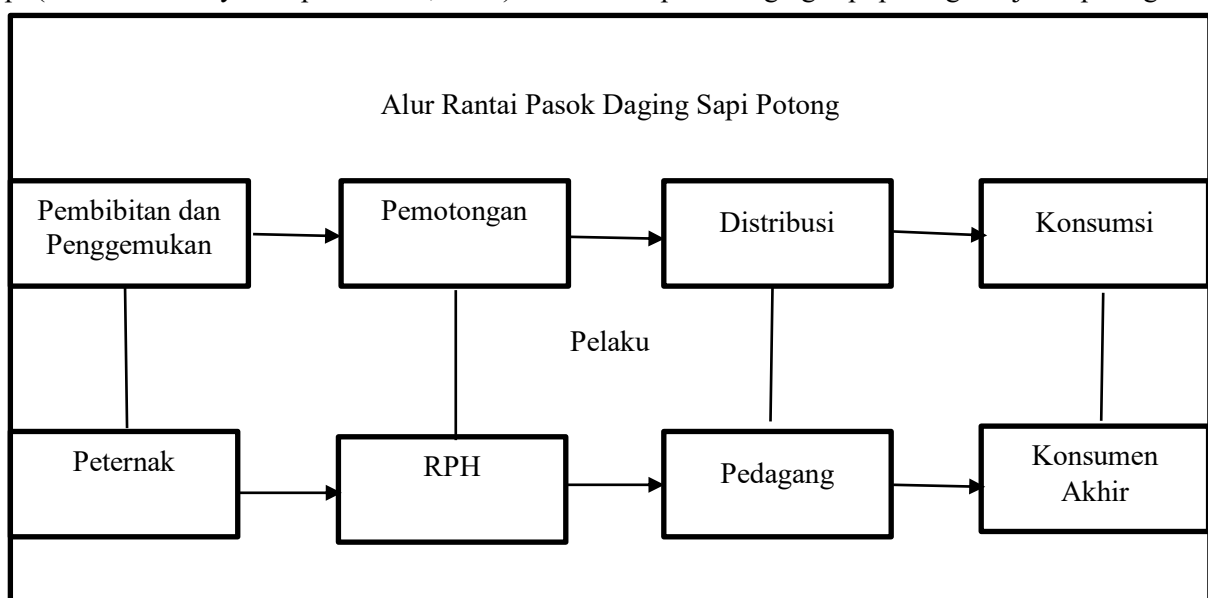 Alur Rantai Pasok Daging Sapi Potong
Pembibitan dan
Penggemukan
Pemotongan
Distribusi
Konsumsi
Pelaku
Peternak
RPH
Pedagang
Konsumen
Akhir